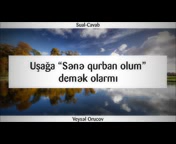 Sual-Cavab
Uşağa “Sənə qurban olum”
demək olarmı
Veysəl Orucov